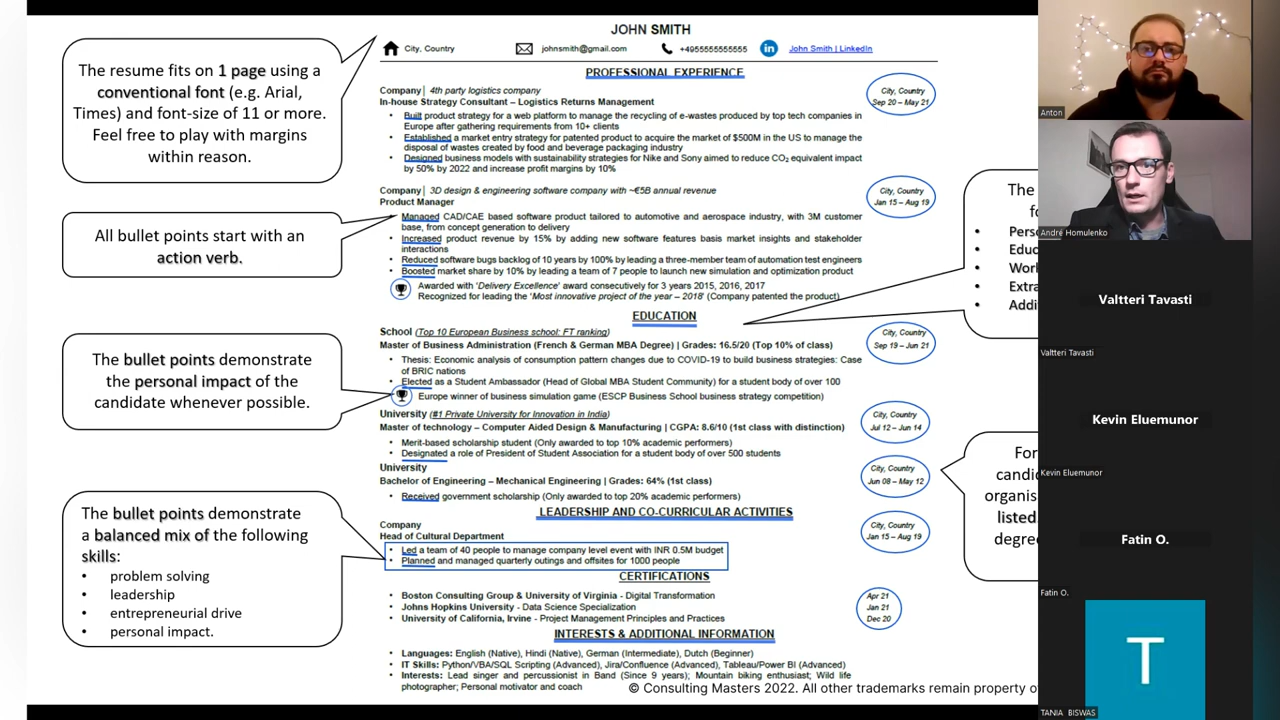 The resume fits on 1 page using a
conventional font (e.g. Arial,
Times) and font-size of 11 or more.
Feel free to play with margins
within reason.
All bullet points start with an
action verb.
The bullet points demonstrate
the personal impact of the
candidate whenever possible.
The bullet points demonstrate
a balanced mix of the following
skills:
• problem solving
• leadership
• entrepreneurial drive
• personal impact.
JOHN SMITH
City, Country johnsmith@gmail.com +4955555555555 in John Smith | LinkedIn
PROFESSIONAL EXPERIENCE
Company | 4th party logistics company
In-house Strategy Consultant – Logistics Returns Management
City, Country
Sep 20 – May 21
• Built product strategy for a web platform to manage the recycling of e-wastes produced by top tech companies in
Europe after gathering requirements from 10+ clients
• Established a market entry strategy for patented product to acquire the market of $500M in the US to manage the
disposal of wastes created by food and beverage packaging industry
• Designed business models with sustainability strategies for Nike and Sony aimed to reduce CO₂ equivalent impact
by 50% by 2022 and increase profit margins by 10%
Company | 3D design & engineering software company with ~€5B annual revenue
Product Manager
City, Country
Jan 15 – Aug 19
• Managed CAD/CAE based software product tailored to automotive and aerospace industry, with 3M customer
base, from concept generation to delivery
• Increased product revenue by 15% by adding new software features basis market insights and stakeholder
interactions
• Reduced software bugs backlog of 10 years by 100% by leading a three-member team of automation test engineers
• Boosted market share by 10% by leading a team of 7 people to launch new simulation and optimization product
Awarded with 'Delivery Excellence' award consecutively for 3 years 2015, 2016, 2017
Recognized for leading the 'Most innovative project of the year – 2018' (Company patented the product)
EDUCATION
School (Top 10 European Business school: FT ranking)
Master of Business Administration (French & German MBA Degree) | Grades: 16.5/20 (Top 10% of class)
City, Country
Sep 19 – Jun 21
• Thesis: Economic analysis of consumption pattern changes due to COVID-19 to build business strategies: Case
of BRIC nations
• Elected as a Student Ambassador (Head of Global MBA Student Community) for a student body of over 100
Europe winner of business simulation game (ESCP Business School business strategy competition)
University (#1 Private University for Innovation in India)
Master of technology – Computer Aided Design & Manufacturing | CGPA: 8.6/10 (1st class with distinction)
City, Country
Jul 12 – Jun 14
• Merit-based scholarship student (Only awarded to top 10% academic performers)
• Designated a role of President of Student Association for a student body of over 500 students
University
Bachelor of Engineering – Mechanical Engineering | Grades: 64% (1st class)
City, Country
Jun 08 – May 12
• Received government scholarship (Only awarded to top 20% academic performers)
LEADERSHIP AND CO-CURRICULAR ACTIVITIES
Company
Head of Cultural Department
City, Country
Jan 15 – Aug 19
• Led a team of 40 people to manage company level event with INR 0.5M budget
• Planned and managed quarterly outings and offsites for 1000 people
CERTIFICATIONS
• Boston Consulting Group & University of Virginia - Digital Transformation Apr 21
• Johns Hopkins University - Data Science Specialization Jan 21
• University of California, Irvine - Project Management Principles and Practices Dec 20
INTERESTS & ADDITIONAL INFORMATION
• Languages: English (Native), Hindi (Native), German (Intermediate), Dutch (Beginner)
• IT Skills: Python/VBA/SQL Scripting (Advanced), Jira/Confluence (Advanced), Tableau/Power BI (Advanced)
• Interests: Lead singer and percussionist in Band (Since 9 years); Mountain biking enthusiast; Wild life
photographer; Personal motivator and coach
© Consulting Masters 2022. All other trademarks remain property
The
•
•
•
•
•
For
listed.
Anton
André Homulenko
Valtteri Tavasti
Valtteri Tavasti
Kevin Eluemunor
Kevin Eluemunor
Fatin O.
Fatin O.
T
TANIA BISWAS